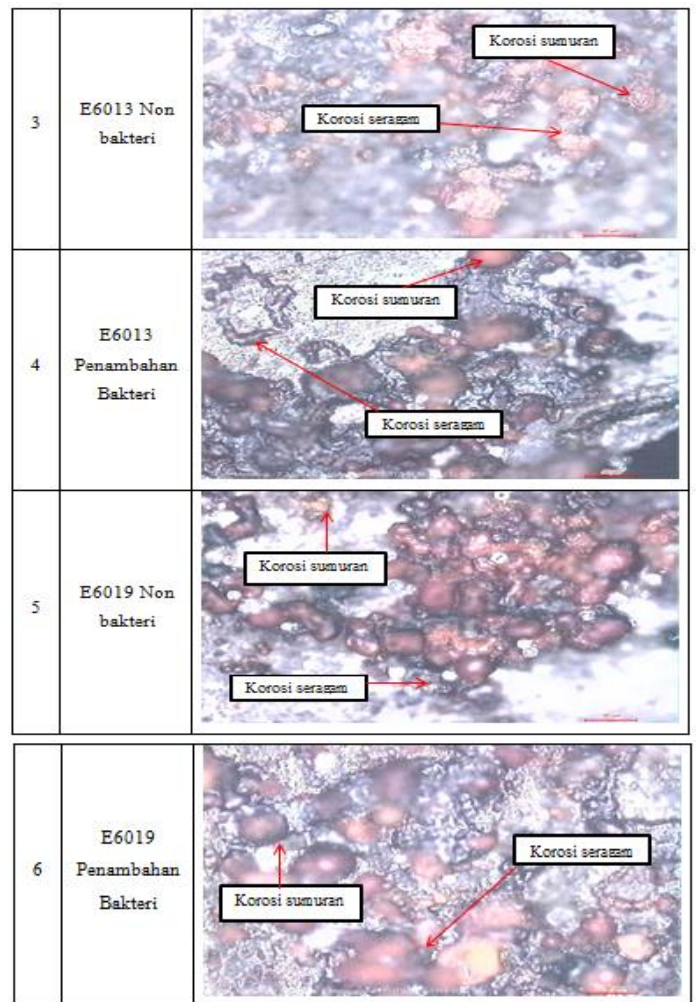 3
E6013 Non
bakteri
Korosi sumuran
Korosi seragam
4
E6013
Penambahan
Bakteri
Korosi sumuran
Korosi seragam
5
E6019 Non
bakteri
Korosi sumuran
Korosi seragam
6
E6019
Penambahan
Bakteri
Korosi seragam
Korosi sumuran